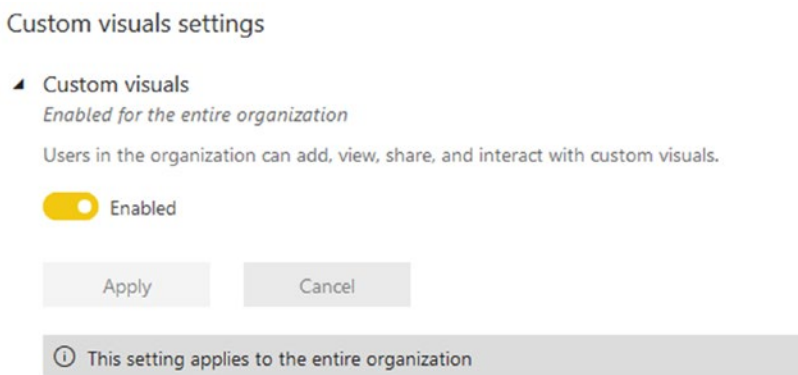 Custom visuals settings
Custom visuals
Enabled for the entire organization
Users in the organization can add, view, share, and interact with custom visuals.
Enabled
Apply Cancel
This setting applies to the entire organization